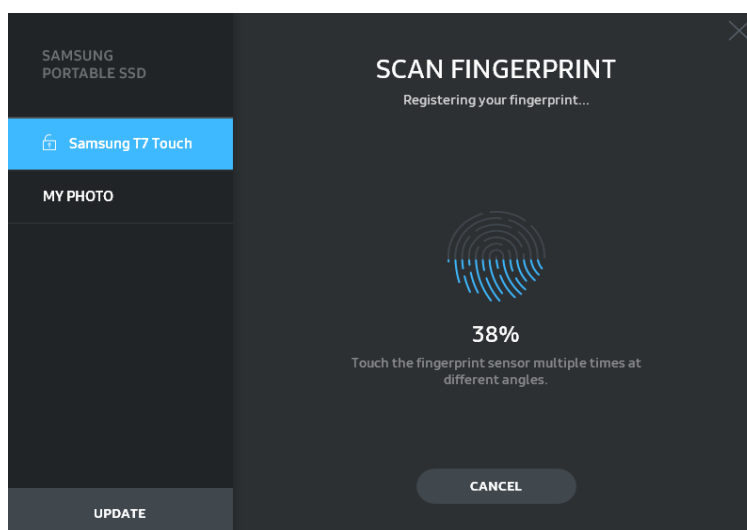 SAMSUNG
PORTABLE SSD
Samsung T7 Touch
MY PHOTO
UPDATE
SCAN FINGERPRINT
Registering your fingerprint...
38%
Touch the fingerprint sensor multiple times at
different angles.
CANCEL